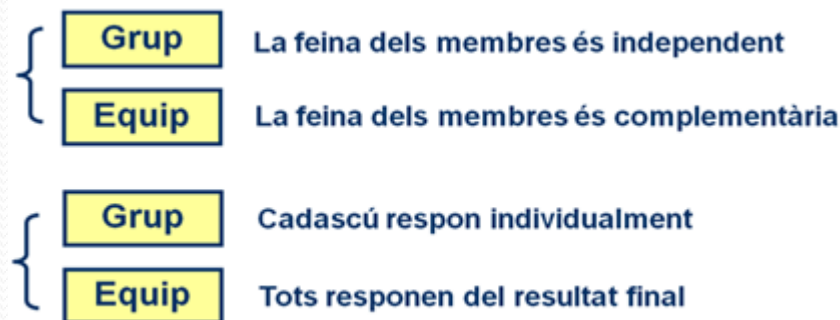 Grup La feina dels membres és independent
Equip La feina dels membres és complementària
Grup Cadascú respon individualment
Equip Tots responen del resultat final